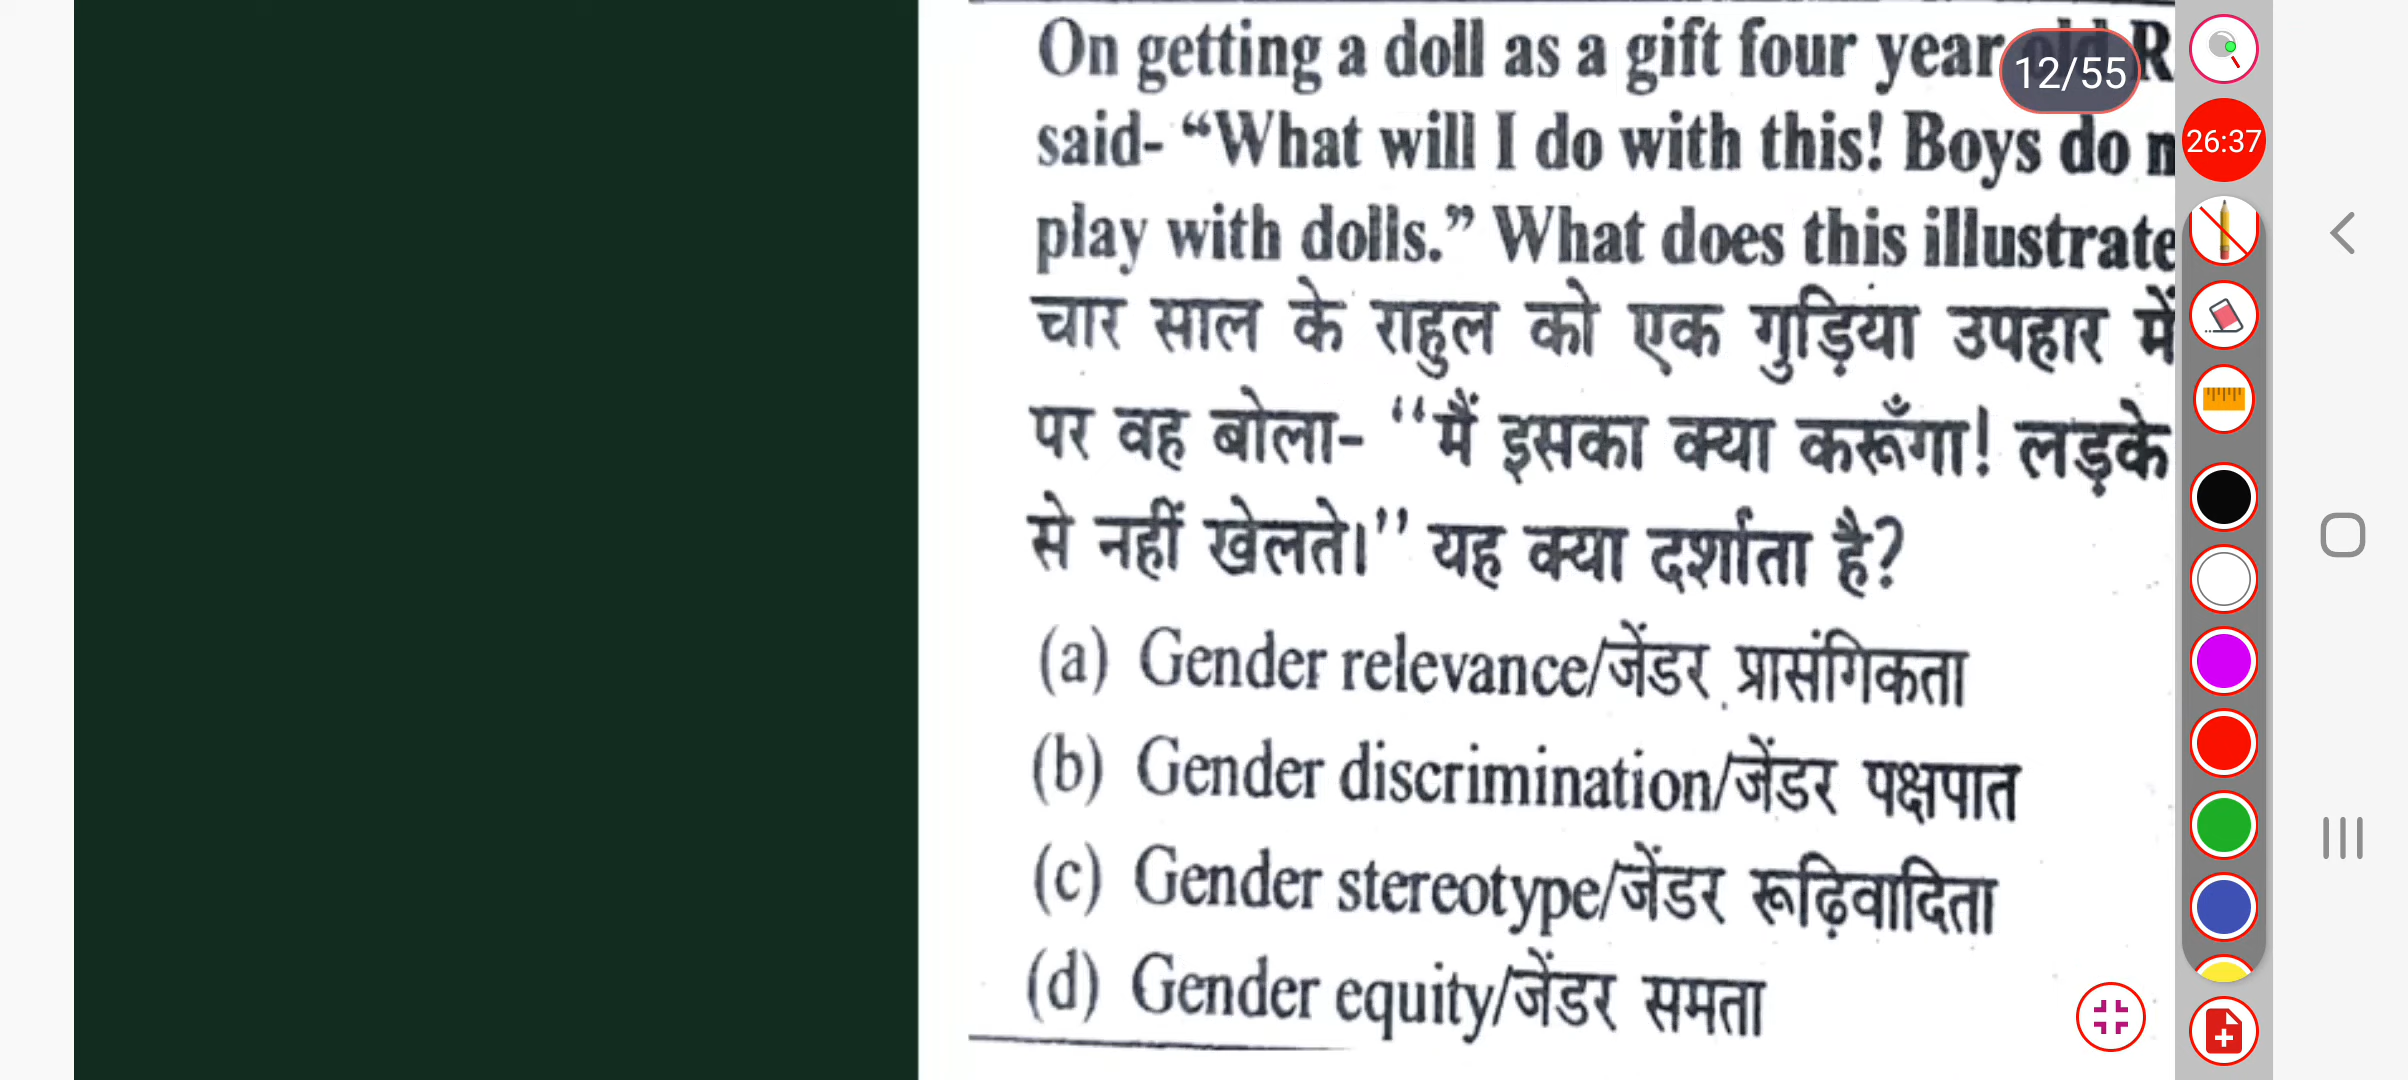 On getting a doll as a gift four year
12/55
said- “What will I do with this! Boys do
26:37
play with dolls.” What does this illustrate
चार साल के राहुल को एक गुड़िया उपहार में
पर वह बोला- ‘‘मैं इसका क्या करूँगा! लड़के
से नहीं खेलते।’’ यह क्या दर्शाता है?
(a) Gender relevance/जेंडर प्रासंगिकता
(b) Gender discrimination/जेंडर पक्षपात
(c) Gender stereotype/जेंडर रूढ़िवादिता
(d) Gender equity/जेंडर समता